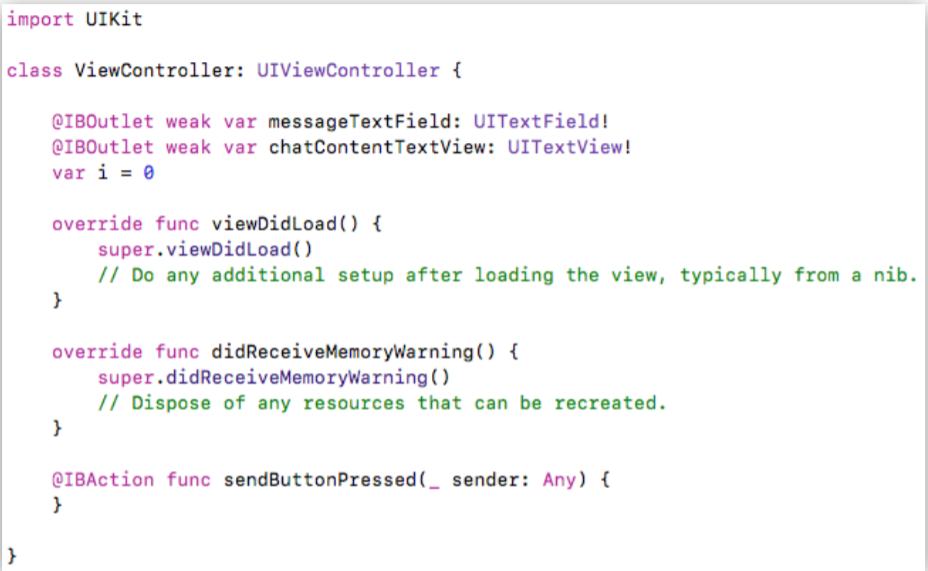 import UIKit
class ViewController: UIViewController {
@IBOutlet weak var messageTextField: UITextField!
@IBOutlet weak var chatContentTextView: UITextView!
var i = 0
override func viewDidLoad() {
super.viewDidLoad()
// Do any additional setup after loading the view, typically from a nib.
}
override func didReceiveMemoryWarning() {
super.didReceiveMemoryWarning()
// Dispose of any resources that can be recreated.
}
@IBAction func sendButtonPressed(_ sender: Any) {
}
}